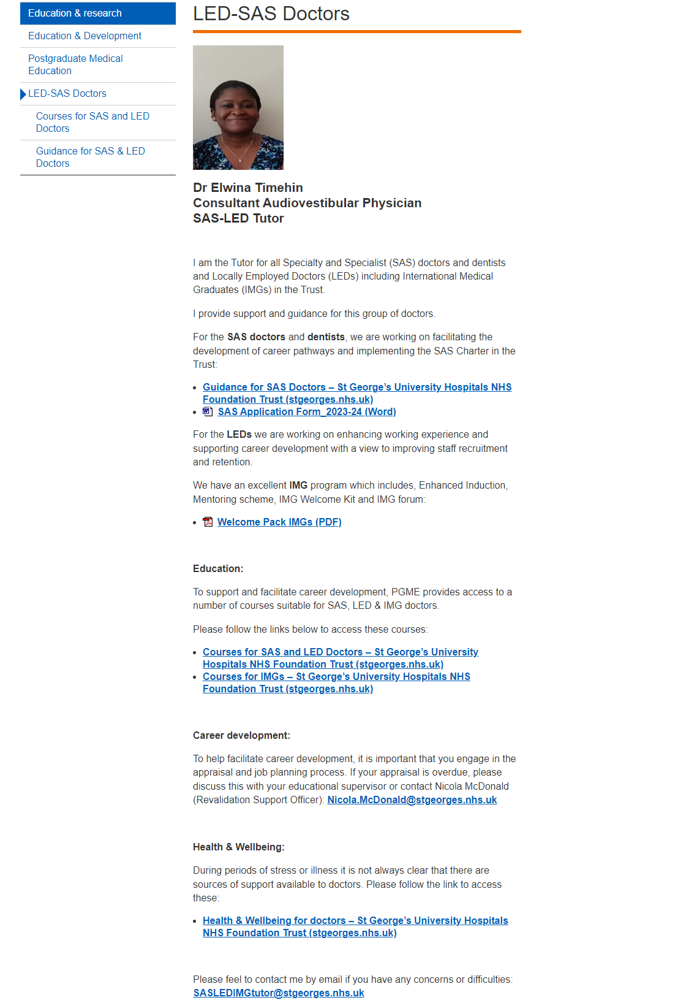 Education & research
Education & Development
Postgraduate Medical
Education
LED-SAS Doctors
Courses for SAS and LED
Doctors
Guidance for SAS & LED
Doctors
LED-SAS Doctors
Dr Elwina Timehin
Consultant Audiovestibular Physician
SAS-LED Tutor
I am the Tutor for all Specialty and Specialist (SAS) doctors and dentists
and Locally Employed Doctors (LEDs) including International Medical
Graduates (IMGs) in the Trust.
I provide support and guidance for this group of doctors.
For the SAS doctors and dentists, we are working on facilitating the
development of career pathways and implementing the SAS Charter in the
Trust:
• Guidance for SAS Doctors – St George’s University Hospitals NHS
Foundation Trust (stgeorges.nhs.uk)
• SAS Application Form_2023-24 (Word)
For the LEDs we are working on enhancing working experience and
supporting career development with a view to improving staff recruitment
and retention.
We have an excellent IMG program which includes, Enhanced Induction,
Mentoring scheme, IMG Welcome Kit and IMG forum:
• Welcome Pack IMGs (PDF)
Education:
To support and facilitate career development, PGME provides access to a
number of courses suitable for SAS, LED & IMG doctors.
Please follow the links below to access these courses:
• Courses for SAS and LED Doctors – St George’s University
Hospitals NHS Foundation Trust (stgeorges.nhs.uk)
• Courses for IMGs – St George’s University Hospitals NHS
Foundation Trust (stgeorges.nhs.uk)
Career development:
To help facilitate career development, it is important that you engage in the
appraisal and job planning process. If your appraisal is overdue, please
discuss this with your educational supervisor or contact Nicola McDonald
(Revalidation Support Officer): Nicola.McDonald@stgeorges.nhs.uk
Health & Wellbeing:
During periods of stress or illness it is not always clear that there are
sources of support available to doctors. Please follow the link to access
these:
• Health & Wellbeing for doctors – St George’s University Hospitals
NHS Foundation Trust (stgeorges.nhs.uk)
Please feel to contact me by email if you have any concerns or difficulties:
SASLEDIMGtutor@stgeorges.nhs.uk